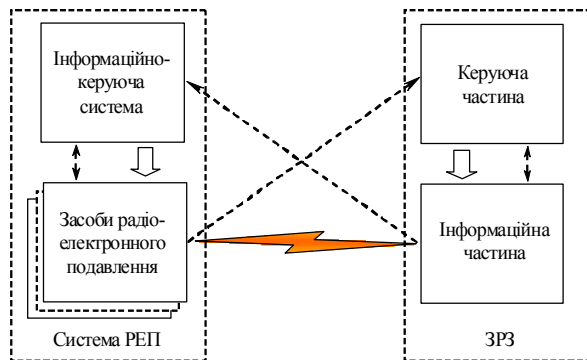 Інформаційно-
керуюча
система
Засоби радіо-
електронного
подавлення
Система РЕП
Керуюча
частина
Інформаційна
частина
ЗРЗ